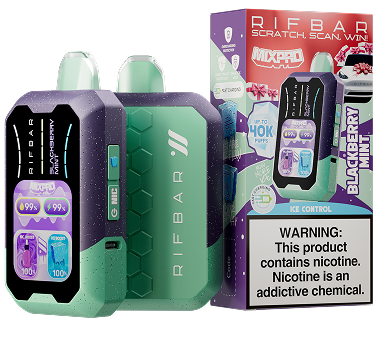 RIFBAR
BLACKBERRY
MINT
MIXPRO
99%
99%
100%
100%
NIC
RIFBAR
RIFBAR
SCRATCH. SCAN. WIN!
MIXPRO
UP TO
40K
PUFFS
BLACKBERRY
MINT
ICE CONTROL
WARNING:
This product
contains nicotine.
Nicotine is an
addictive chemical.